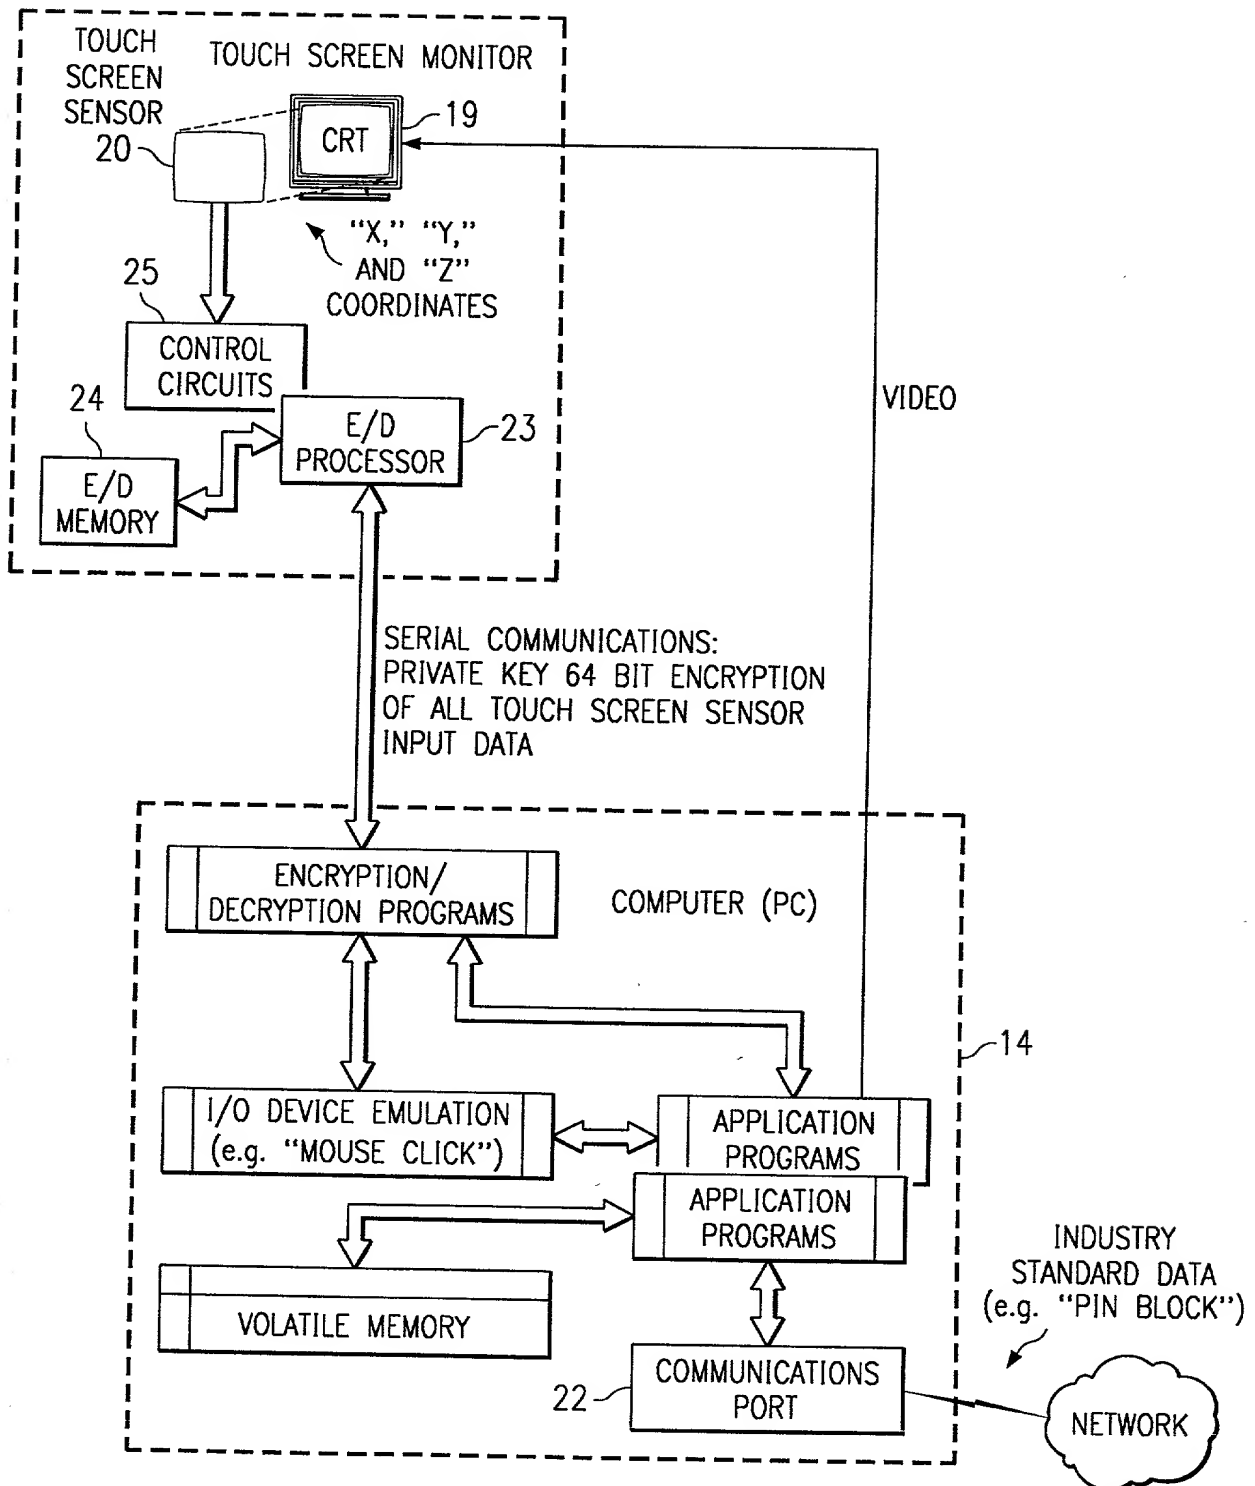 TOUCH
SCREEN
SENSOR
20
TOUCH SCREEN MONITOR
CRT
19
“X,” “Y,”
AND “Z”
COORDINATES
25
CONTROL
CIRCUITS
VIDEO
24
E/D
PROCESSOR
23
E/D
MEMORY
SERIAL COMMUNICATIONS:
PRIVATE KEY 64 BIT ENCRYPTION
OF ALL TOUCH SCREEN SENSOR
INPUT DATA
ENCRYPTION/
DECRYPTION PROGRAMS
COMPUTER (PC)
14
I/O DEVICE EMULATION
(e.g. “MOUSE CLICK”)
APPLICATION
PROGRAMS
APPLICATION
PROGRAMS
VOLATILE MEMORY
INDUSTRY
STANDARD DATA
(e.g. “PIN BLOCK”)
22
COMMUNICATIONS
PORT
NETWORK